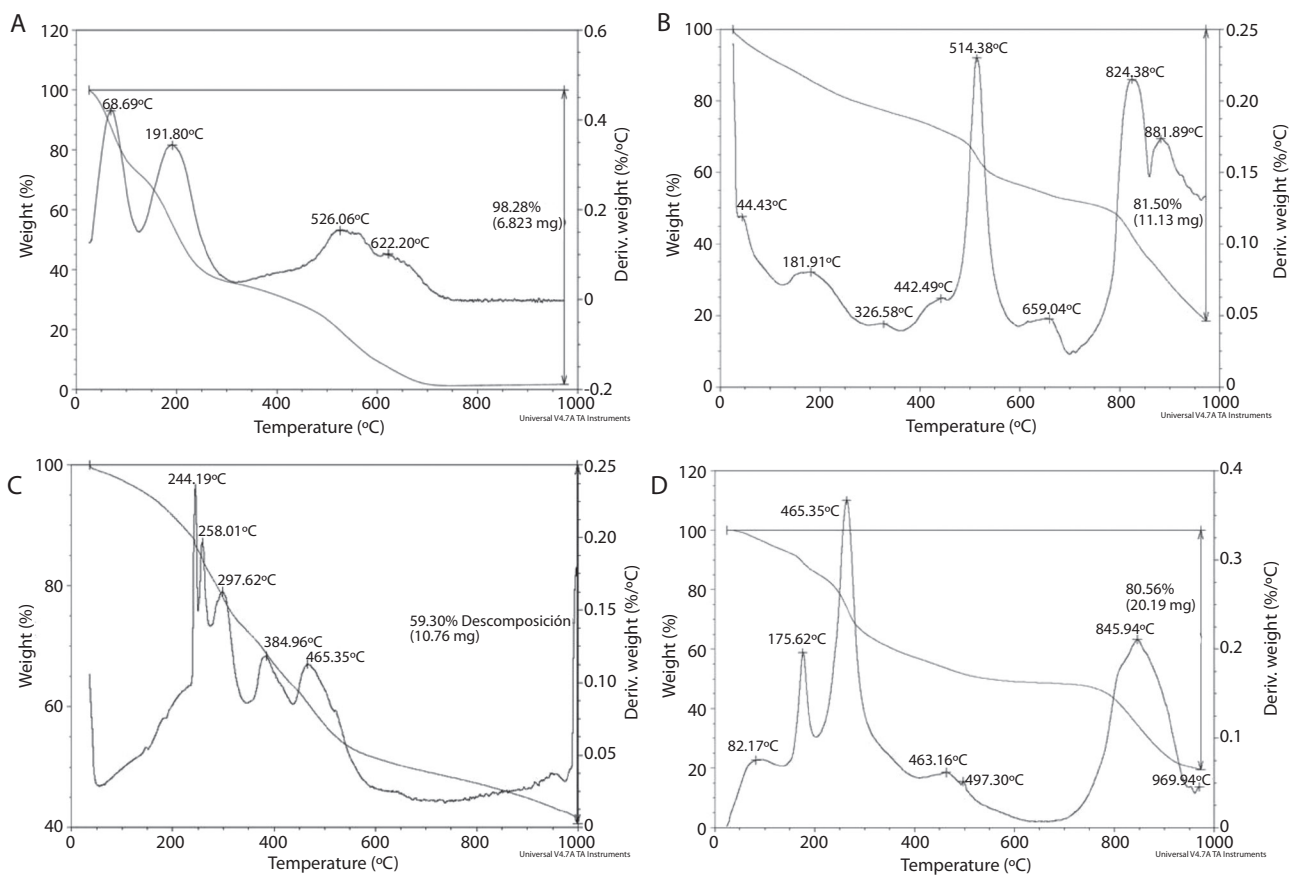 A
120
100
80
60
40
20
0
Weight (%)
0.6
0.4
0.2
0
-0.2
Deriv. weight (%/ºC)
68.69ºC
191.80ºC
526.06ºC
622.20ºC
98.28%
(6.823 mg)
0
200
400
600
800
1000
Temperature (ºC)
Universal V4.7A TA Instruments
B
100
80
60
40
20
0
Weight (%)
0.25
0.20
0.15
0.10
0.05
0
Deriv. weight (%/ºC)
514.38ºC
824.38ºC
881.89ºC
44.43ºC
181.91ºC
326.58ºC
442.49ºC
659.04ºC
81.50%
(11.13 mg)
0
200
400
600
800
1000
Temperature (ºC)
Universal V4.7A TA Instruments
C
100
80
60
40
Weight (%)
0.25
0.20
0.15
0.10
0.05
0
Deriv. weight (%/ºC)
244.19ºC
258.01ºC
297.62ºC
384.96ºC
465.35ºC
59.30% Descomposición
(10.76 mg)
0
200
400
600
800
1000
Temperature (ºC)
Universal V4.7A TA Instruments
D
120
100
80
60
40
20
0
Weight (%)
0.4
0.3
0.2
0.1
0
Deriv. weight (%/ºC)
465.35ºC
175.62ºC
82.17ºC
463.16ºC
497.30ºC
845.94ºC
969.94ºC
80.56%
(20.19 mg)
0
200
400
600
800
1000
Temperature (ºC)
Universal V4.7A TA Instruments